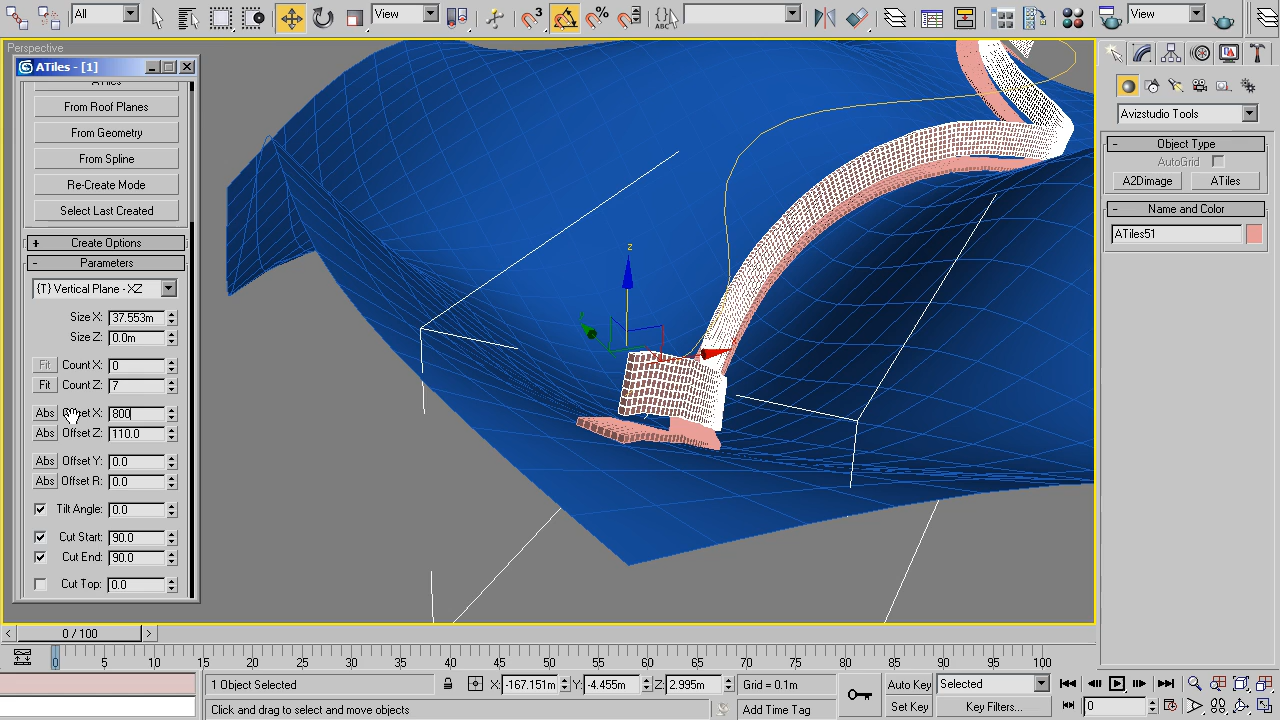 All
View
3
%
ABC
View
Perspective
ATiles - [1]
ATiles
From Roof Planes
From Geometry
From Spline
Re-Create Mode
Select Last Created
+ Create Options
- Parameters
{T} Vertical Plane - XZ
Size X: 37.553m
Size Z: 0.0m
Fit Count X: 0
Fit Count Z: 7
Abs Offset X: 800
Abs Offset Z: 110.0
Abs Offset Y: 0.0
Abs Offset R: 0.0
Tilt Angle: 0.0
Cut Start: 90.0
Cut End: 90.0
Cut Top: 0.0
z
Avizstudio Tools
- Object Type
AutoGrid
A2Dimage ATiles
- Name and Color
ATiles51
< 0 / 100 >
0 5 10 15 20 25 30 35 40 45 50 55 60 65 70 75 80 85 90 95 100
1 Object Selected X: -167.151m Y: -4.455m Z: 2.995m Grid = 0.1m Auto Key Selected
Click and drag to select and move objects Add Time Tag Set Key Key Filters... 0